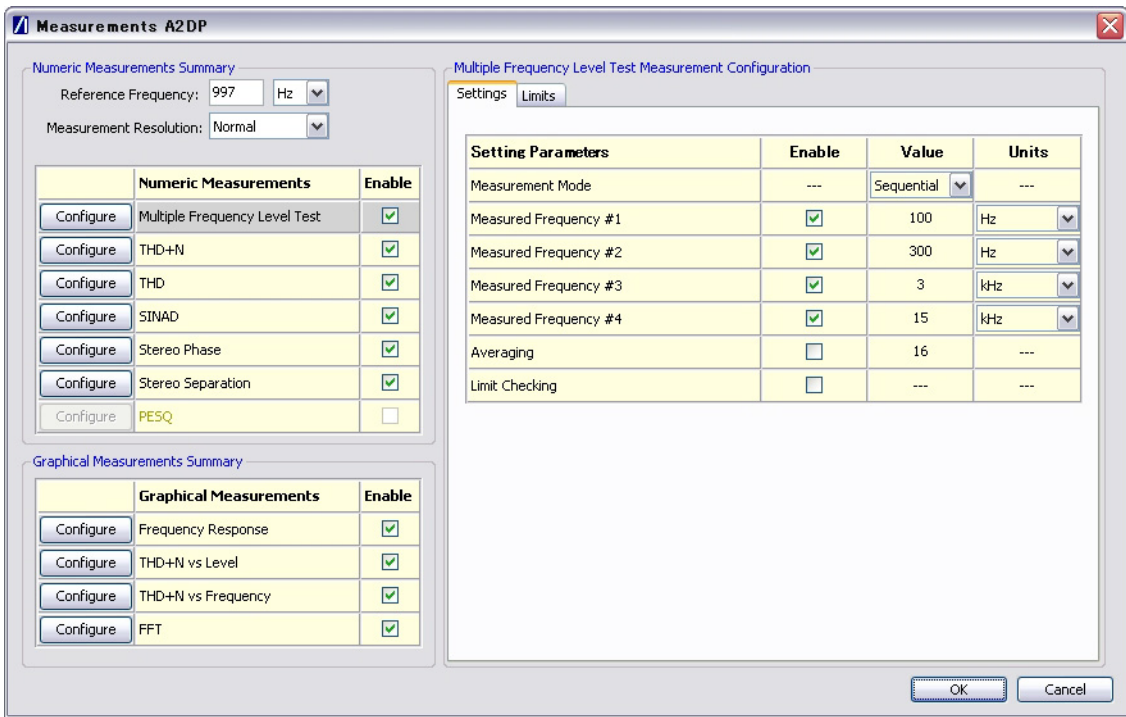 Measurements A2DP
Numeric Measurements Summary
Reference Frequency: 997 Hz
Measurement Resolution: Normal
Numeric Measurements Enable
Configure Multiple Frequency Level Test
Configure THD+N
Configure THD
Configure SINAD
Configure Stereo Phase
Configure Stereo Separation
Configure PESQ
Graphical Measurements Summary
Graphical Measurements Enable
Configure Frequency Response
Configure THD+N vs Level
Configure THD+N vs Frequency
Configure FFT
Multiple Frequency Level Test Measurement Configuration
Settings Limits
Setting Parameters Enable Value Units
Measurement Mode --- Sequential ---
Measured Frequency #1 100 Hz
Measured Frequency #2 300 Hz
Measured Frequency #3 3 kHz
Measured Frequency #4 15 kHz
Averaging 16 ---
Limit Checking --- ---
OK Cancel